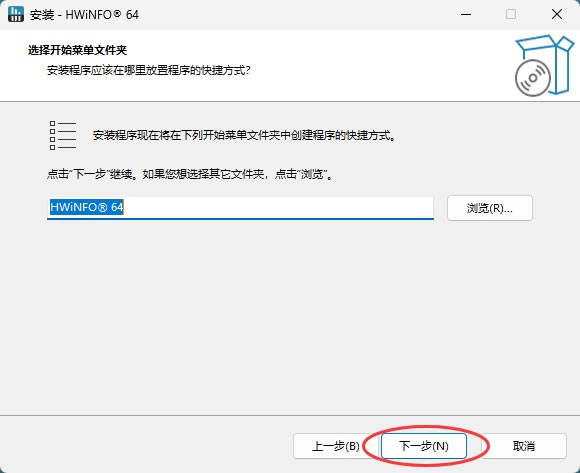 安装 - HWiNFO® 64
选择开始菜单文件夹
安装程序应该在哪里放置程序的快捷方式?
安装程序现在将在下列开始菜单文件夹中创建程序的快捷方式。
点击“下一步”继续。如果您想选择其它文件夹，点击“浏览”。
HWiNFO® 64
浏览(R)...
上一步(B)
下一步(N)
取消